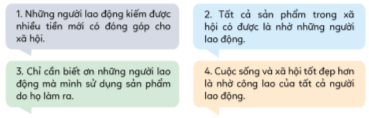 1. Những người lao động kiếm được
nhiều tiền mới có đóng góp cho
xã hội.
2. Tất cả sản phẩm trong xã
hội có được là nhờ những người
lao động.
3. Chỉ cần biết ơn những người lao
động mà mình sử dụng sản phẩm
do họ làm ra.
4. Cuộc sống và xã hội tốt đẹp hơn
là nhờ công lao của tất cả người
lao động.